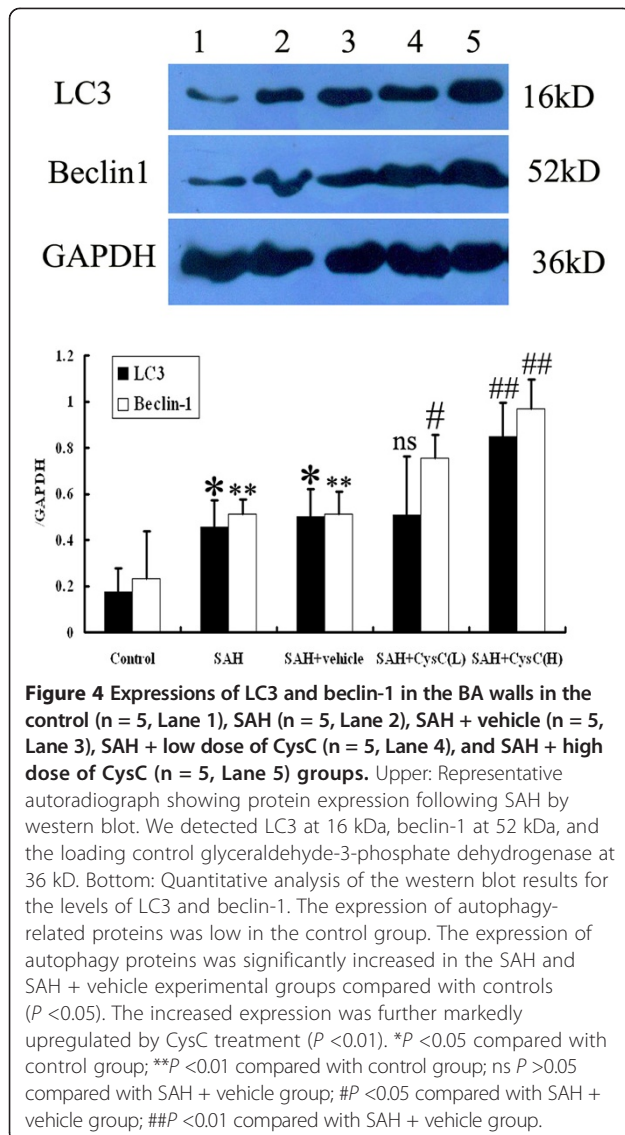 1 2 3 4 5
LC3 16kD
Beclin1 52kD
GAPDH 36kD
1.2
LC3
Beclin-1
1
0.8
0.6
0.4
0.2
0
/GAPDH
* ** * ** ns # ## ##
Control SAH SAH+vehicle SAH+CysC(L) SAH+CysC(H)
Figure 4 Expressions of LC3 and beclin-1 in the BA walls in the
control (n = 5, Lane 1), SAH (n = 5, Lane 2), SAH + vehicle (n = 5,
Lane 3), SAH + low dose of CysC (n = 5, Lane 4), and SAH + high
dose of CysC (n = 5, Lane 5) groups. Upper: Representative
autoradiograph showing protein expression following SAH by
western blot. We detected LC3 at 16 kDa, beclin-1 at 52 kDa, and
the loading control glyceraldehyde-3-phosphate dehydrogenase at
36 kD. Bottom: Quantitative analysis of the western blot results for
the levels of LC3 and beclin-1. The expression of autophagy-
related proteins was low in the control group. The expression of
autophagy proteins was significantly increased in the SAH and
SAH + vehicle experimental groups compared with controls
(P <0.05). The increased expression was further markedly
upregulated by CysC treatment (P <0.01). *P <0.05 compared with
control group; **P <0.01 compared with control group; ns P >0.05
compared with SAH + vehicle group; #P <0.05 compared with SAH +
vehicle group; ##P <0.01 compared with SAH + vehicle group.